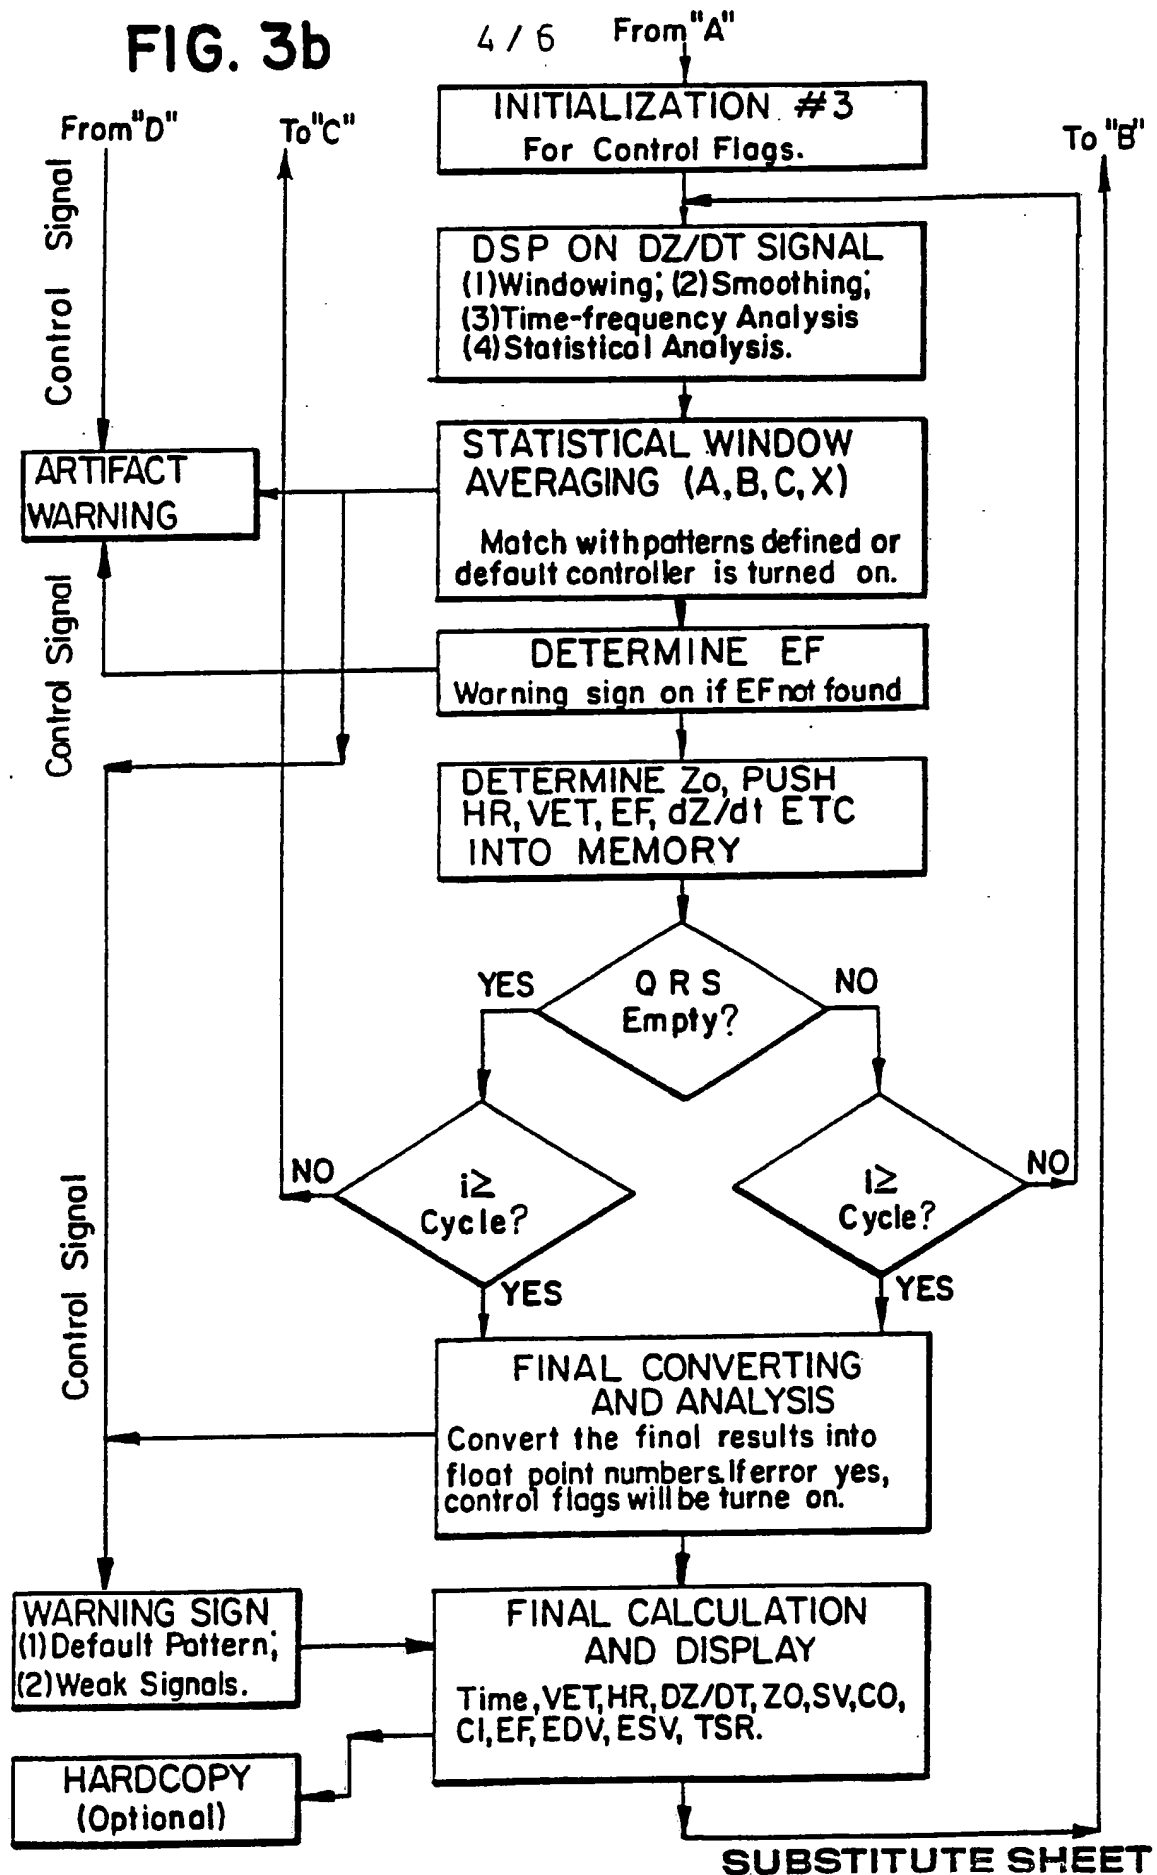 FIG. 3b
4/6
From "A"
INITIALIZATION #3
For Control Flags.
From "D"
To "C"
To "B"
Control Signal
DSP ON DZ/DT SIGNAL
(1) Windowing; (2) Smoothing;
(3) Time-frequency Analysis
(4) Statistical Analysis.
ARTIFACT
WARNING
STATISTICAL WINDOW
AVERAGING (A, B, C, X)
Match with patterns defined or
default controller is turned on.
Control Signal
DETERMINE EF
Warning sign on if EF not found
DETERMINE Zo, PUSH
HR, VET, EF, dZ/dt ETC
INTO MEMORY
YES
QRS
Empty?
NO
NO
i≥
Cycle?
YES
i≥
Cycle?
NO
YES
Control Signal
FINAL CONVERTING
AND ANALYSIS
Convert the final results into
float point numbers. If error yes,
control flags will be turne on.
WARNING SIGN
(1) Default Pattern;
(2) Weak Signals.
FINAL CALCULATION
AND DISPLAY
Time, VET, HR, DZ/DT, ZO, SV, CO,
CI, EF, EDV, ESV, TSR.
HARDCOPY
(Optional)
SUBSTITUTE SHEET